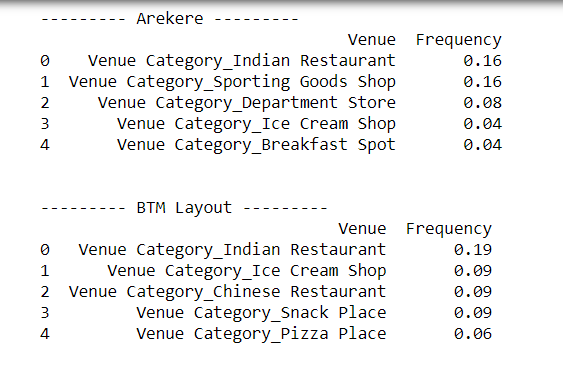 --------- Arekere ---------
Venue Frequency
0 Venue Category_Indian Restaurant 0.16
1 Venue Category_Sporting Goods Shop 0.16
2 Venue Category_Department Store 0.08
3 Venue Category_Ice Cream Shop 0.04
4 Venue Category_Breakfast Spot 0.04
--------- BTM Layout ---------
Venue Frequency
0 Venue Category_Indian Restaurant 0.19
1 Venue Category_Ice Cream Shop 0.09
2 Venue Category_Chinese Restaurant 0.09
3 Venue Category_Snack Place 0.09
4 Venue Category_Pizza Place 0.06